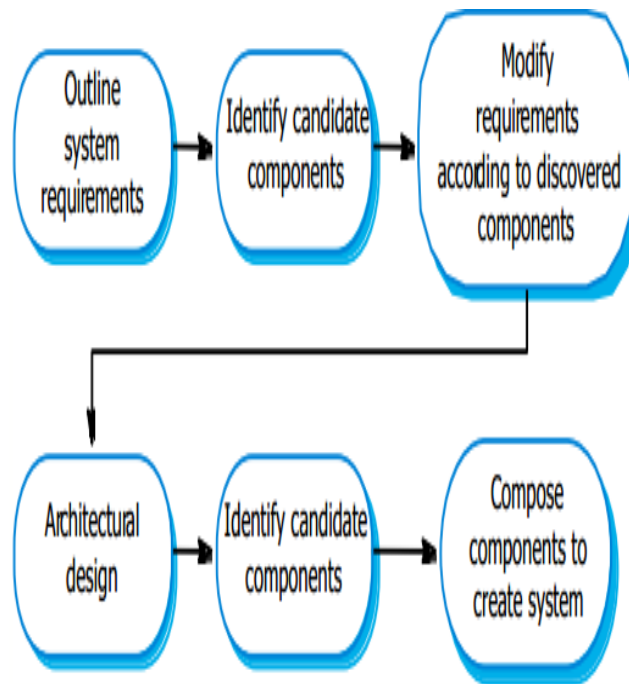 Outline
system
requirements
Identify candidate
components
Modify
requirements
according to discovered
components
Architectural
design
Identify candidate
components
Compose
components to
create system